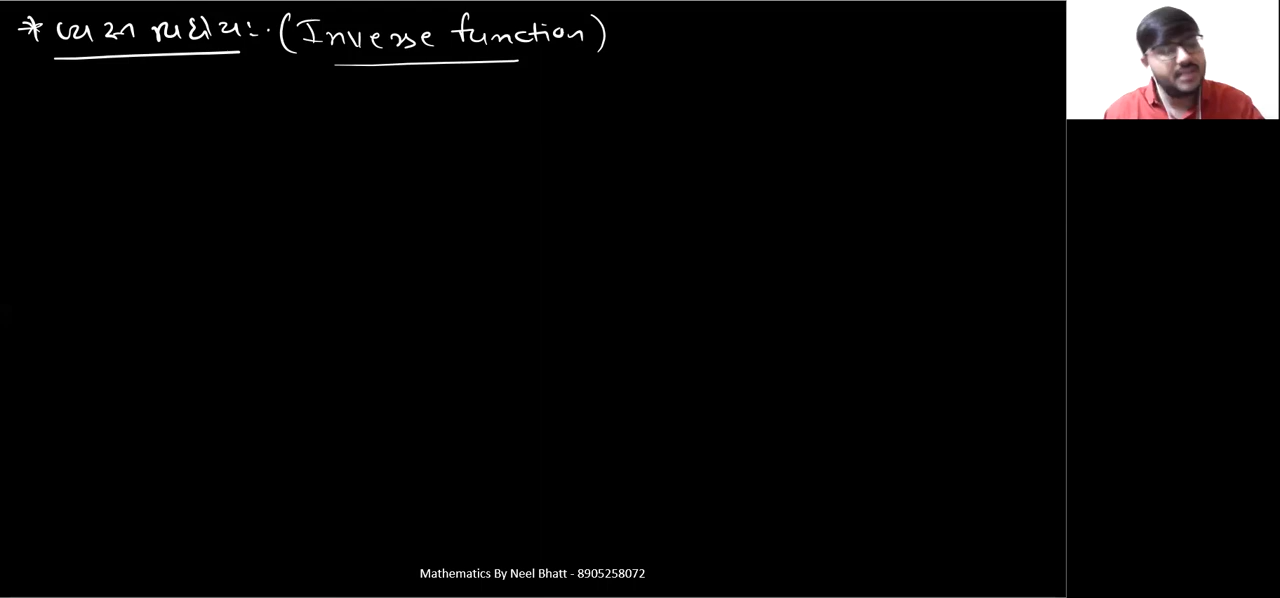 * વ્યસ્ત વિધેય :- (Inverse function)
Mathematics By Neel Bhatt - 8905258072